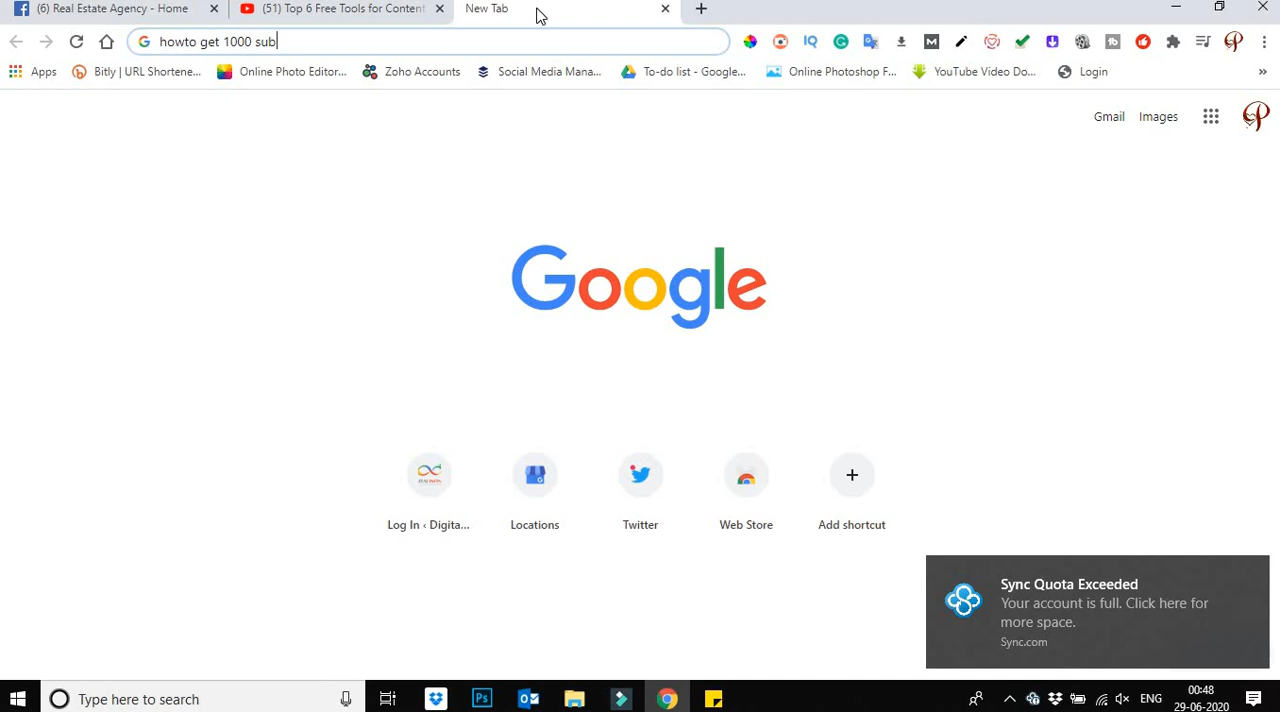 (6) Real Estate Agency - Home
(51) Top 6 Free Tools for Content
New Tab
howto get 1000 sub
Apps
Bitly | URL Shortene...
Online Photo Editor...
Zoho Accounts
Social Media Mana...
To-do list - Google...
Online Photoshop F...
YouTube Video Do...
Login
Gmail
Images
Google
Log In ‹ Digita...
Locations
Twitter
Web Store
Add shortcut
Sync Quota Exceeded
Your account is full. Click here for
more space.
Sync.com
Type here to search
ENG
00:48
29-06-2020